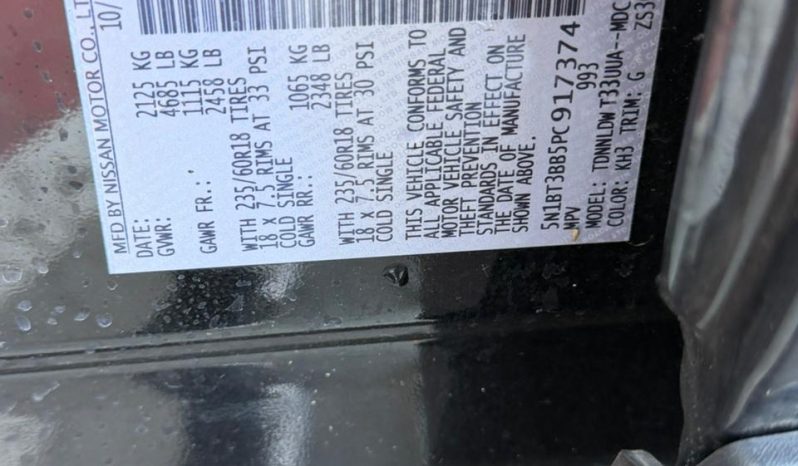 MFD BY NISSAN MOTOR CO., LT
DATE: 10/
GVWR: 2125 KG
4685 LB
GAWR FR.: 1115 KG
2458 LB
WITH 235/60R18 TIRES
18 X 7.5 RIMS AT 33 PSI
COLD SINGLE
GAWR RR.: 1065 KG
2348 LB
WITH 235/60R18 TIRES
18 X 7.5 RIMS AT 30 PSI
COLD SINGLE
THIS VEHICLE CONFORMS TO
ALL APPLICABLE FEDERAL
MOTOR VEHICLE SAFETY AND
THEFT PREVENTION
STANDARDS IN EFFECT ON
THE DATE OF MANUFACTURE
SHOWN ABOVE.
5N1BT3BB5PC917374
MPV 993
MODEL: TDNNLDW T33UUA--MDC
COLOR: KH3 TRIM: G ZS3